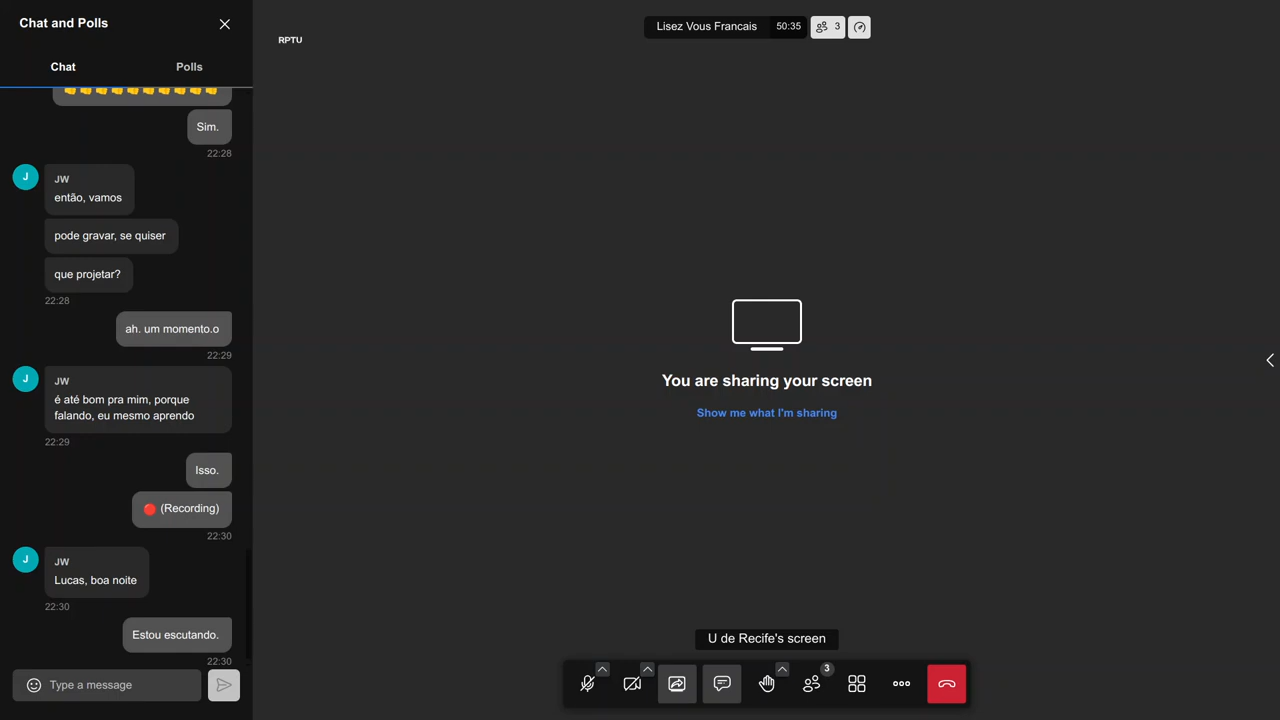 Chat and Polls
Chat
Polls
Sim.
22:28
J
JW
então, vamos
pode gravar, se quiser
que projetar?
22:28
ah. um momento.o
22:29
J
JW
é até bom pra mim, porque
falando, eu mesmo aprendo
22:29
Isso.
🔴 (Recording)
22:30
J
JW
Lucas, boa noite
22:30
Estou escutando.
22:30
Type a message
RPTU
Lisez Vous Francais
50:35
3
You are sharing your screen
Show me what I'm sharing
U de Recife's screen
3